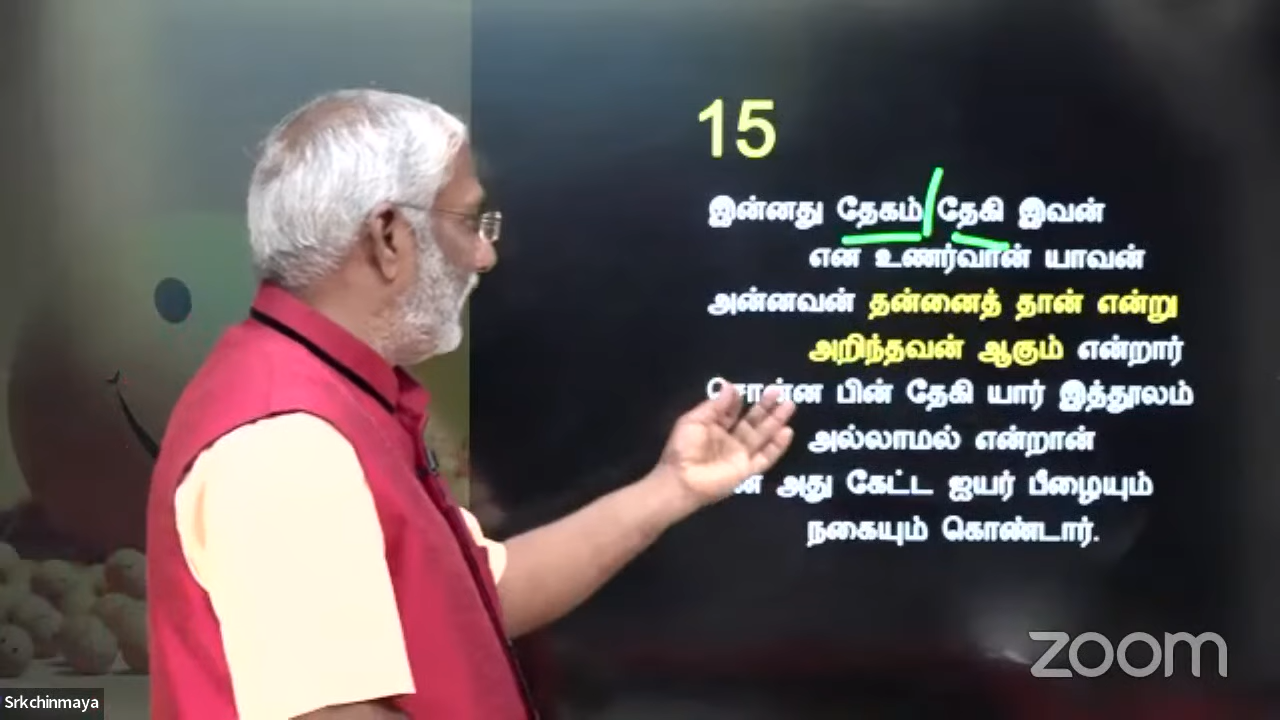 15
இன்னது தேகம் தேகி இவன்
என உணர்வான் யாவன்
அன்னவன் தன்னைத் தான் என்று
அறிந்தவன் ஆகும் என்றார்
பின் தேகி யார் இத்தூலம்
அல்லாமல் என்றான்
அது கேட்ட ஐயர் பீழையும்
நகையும் கொண்டார்.
zoom
Srkchinmaya